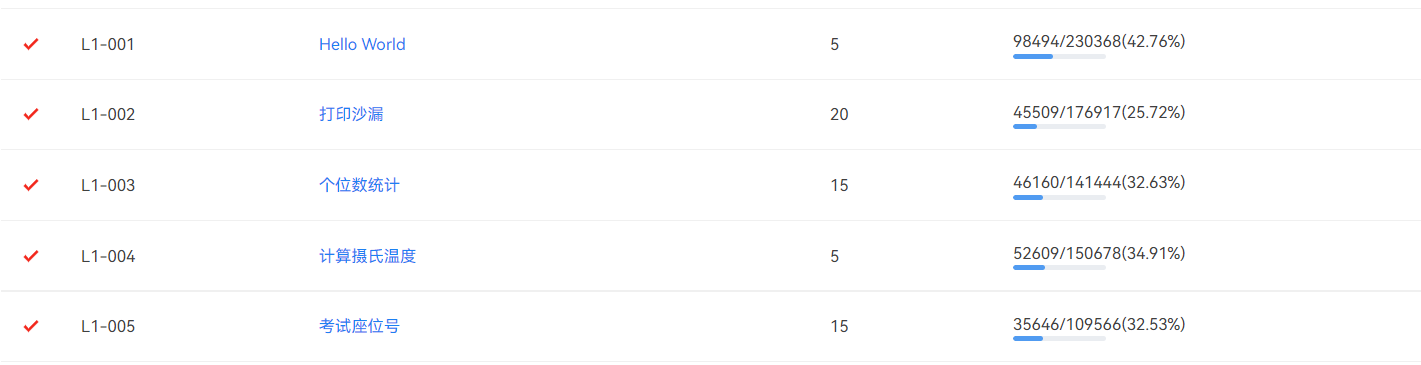 L1-001 Hello World 5 98494/230368(42.76%)
L1-002 打印沙漏 20 45509/176917(25.72%)
L1-003 个位数统计 15 46160/141444(32.63%)
L1-004 计算摄氏温度 5 52609/150678(34.91%)
L1-005 考试座位号 15 35646/109566(32.53%)